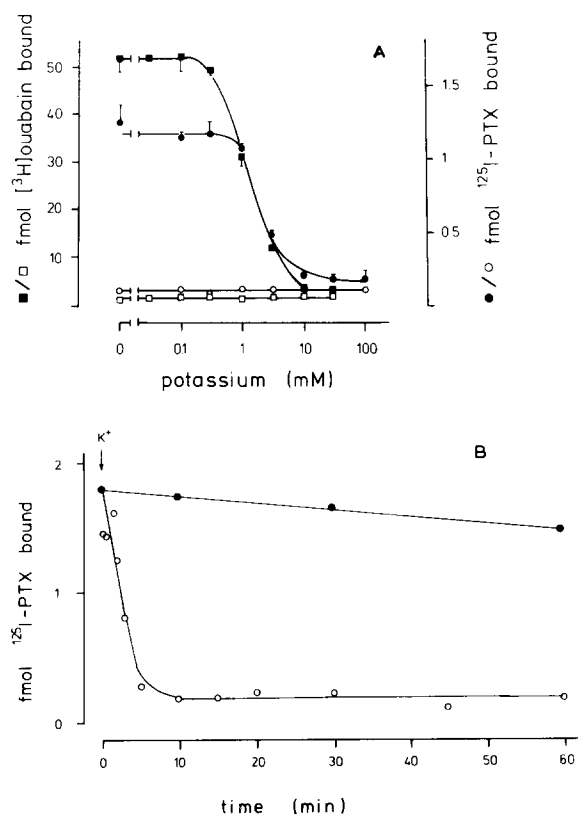 A
■/□ fmol [³H]ouabain bound
50
40
30
20
10
1.5
1
0.5
●/○ fmol ¹²⁵I-PTX bound
0 01 1 10 100
potassium (mM)
B
K⁺
fmol ¹²⁵I-PTX bound
2
1
0
0 10 20 30 40 50 60
time (min)